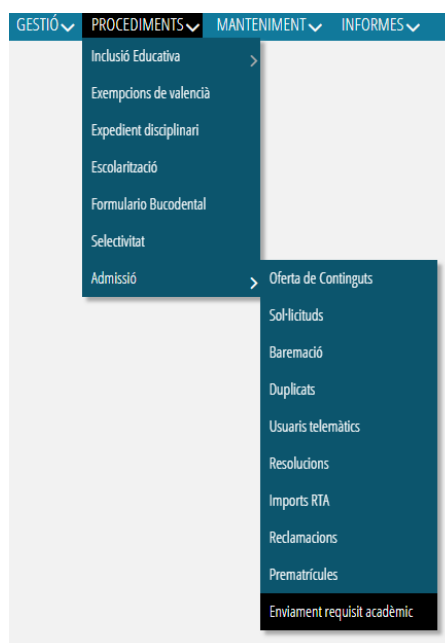 GESTIÓ PROCEDIMENTS MANTENIMENT INFORMES
Inclusió Educativa
Exempcions de valencià
Expedient disciplinari
Escolarització
Formulario Bucodental
Selectivitat
Admissió
Oferta de Continguts
Sol·licituds
Baremació
Duplicats
Usuaris telemàtics
Resolucions
Imports RTA
Reclamacions
Prematrícules
Enviament requisit acadèmic